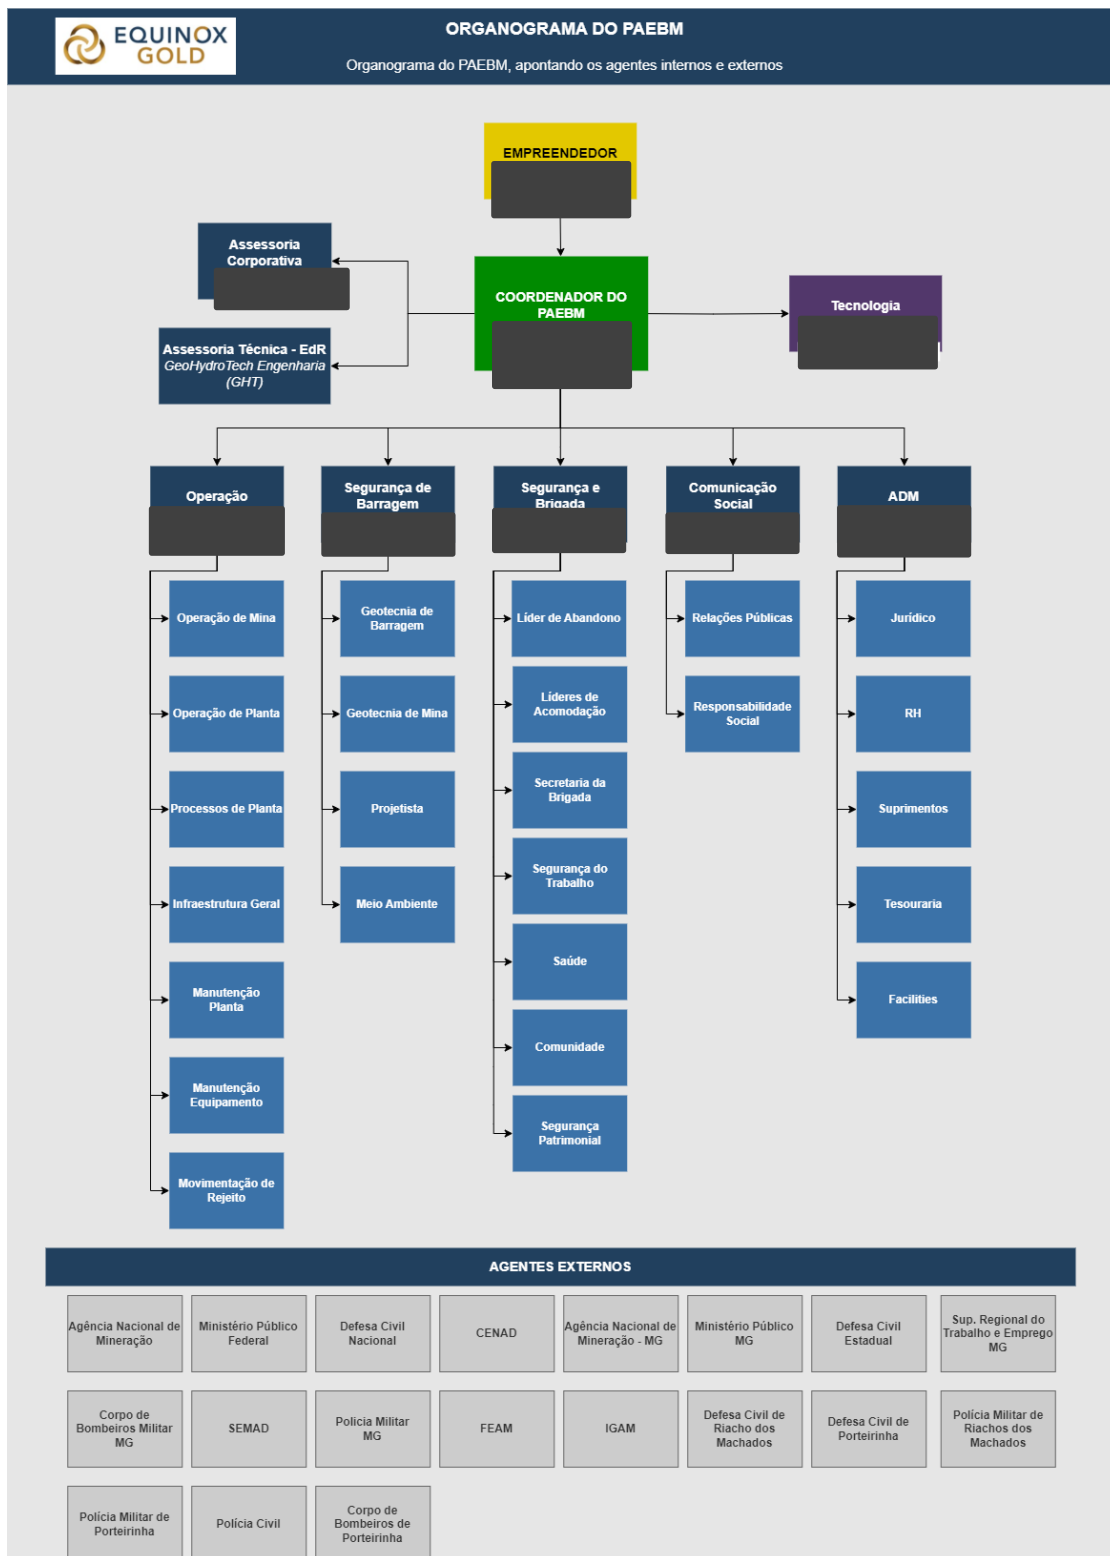 EQUINOX
GOLD
ORGANOGRAMA DO PAEBM
Organograma do PAEBM, apontando os agentes internos e externos
EMPREENDEDOR
Assessoria
Corporativa
COORDENADOR DO
PAEBM
Tecnologia
Assessoria Técnica - EdR
GeoHydroTech Engenharia
(GHT)
Operação
Segurança de
Barragem
Segurança e
Brigada
Comunicação
Social
ADM
Operação de Mina
Geotecnia de
Barragem
Líder de Abandono
Relações Públicas
Jurídico
Operação de Planta
Geotecnia de Mina
Líderes de
Acomodação
Responsabilidade
Social
RH
Processos de Planta
Projetista
Secretaria da
Brigada
Suprimentos
Infraestrutura Geral
Meio Ambiente
Segurança do
Trabalho
Tesouraria
Manutenção
Planta
Saúde
Facilities
Manutenção
Equipamento
Comunidade
Movimentação de
Rejeito
Segurança
Patrimonial
AGENTES EXTERNOS
Agência Nacional de
Mineração
Ministério Público
Federal
Defesa Civil
Nacional
CENAD
Agência Nacional de
Mineração - MG
Ministério Público
MG
Defesa Civil
Estadual
Sup. Regional do
Trabalho e Emprego
MG
Corpo de
Bombeiros Militar
MG
SEMAD
Policia Militar
MG
FEAM
IGAM
Defesa Civil de
Riacho dos
Machados
Defesa Civil de
Porteirinha
Polícia Militar de
Riachos dos
Machados
Polícia Militar de
Porteirinha
Polícia Civil
Corpo de
Bombeiros de
Porteirinha